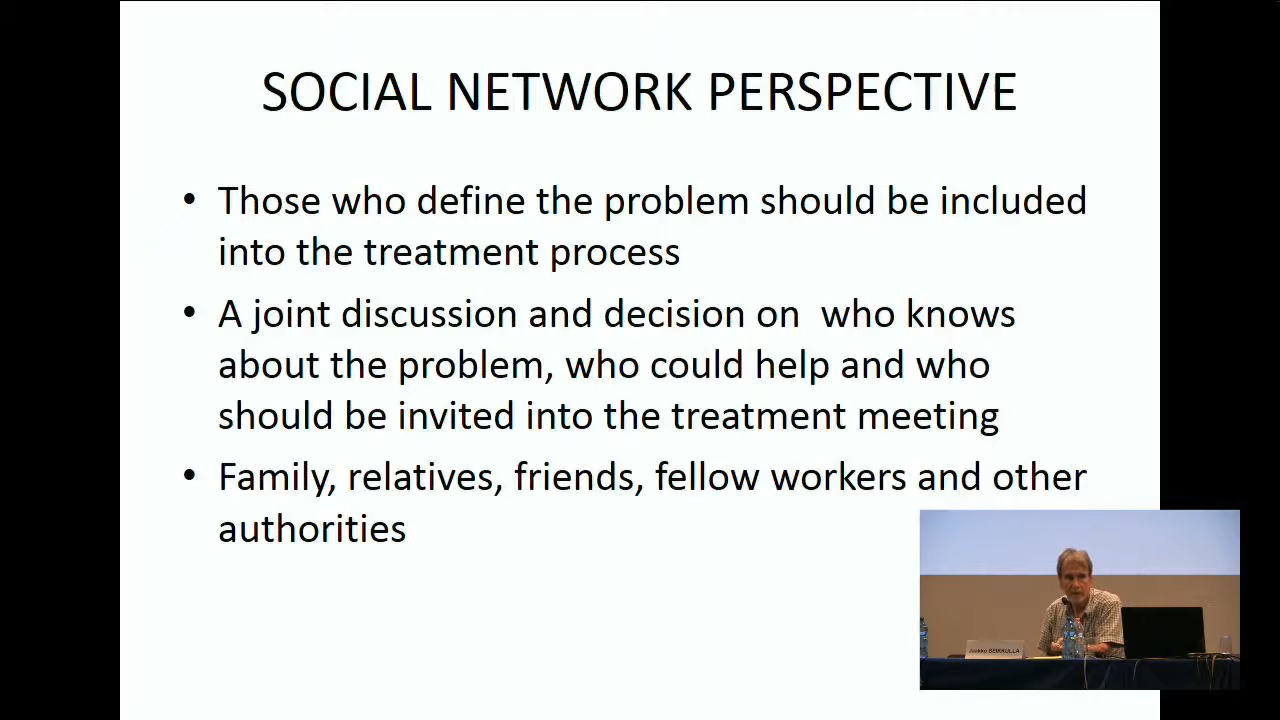 SOCIAL NETWORK PERSPECTIVE
• Those who define the problem should be included
into the treatment process
• A joint discussion and decision on  who knows
about the problem, who could help and who
should be invited into the treatment meeting
• Family, relatives, friends, fellow workers and other
authorities
Jaakko SEIKKULLA